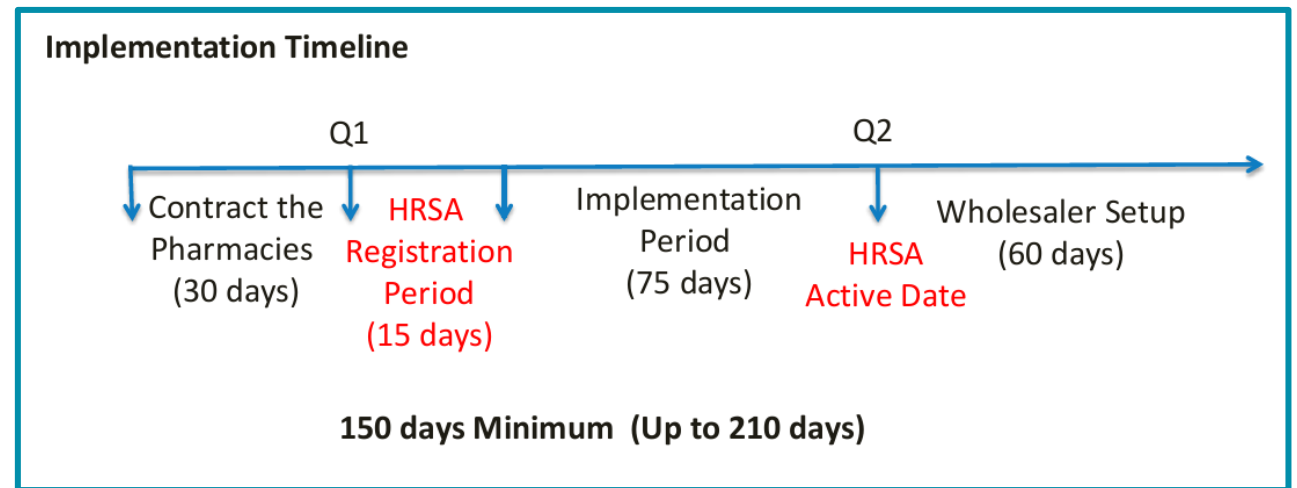 Implementation Timeline
Q1
Q2
Contract the
Pharmacies
(30 days)
HRSA
Registration
Period
(15 days)
Implementation
Period
(75 days)
HRSA
Active Date
Wholesaler Setup
(60 days)
150 days Minimum  (Up to 210 days)